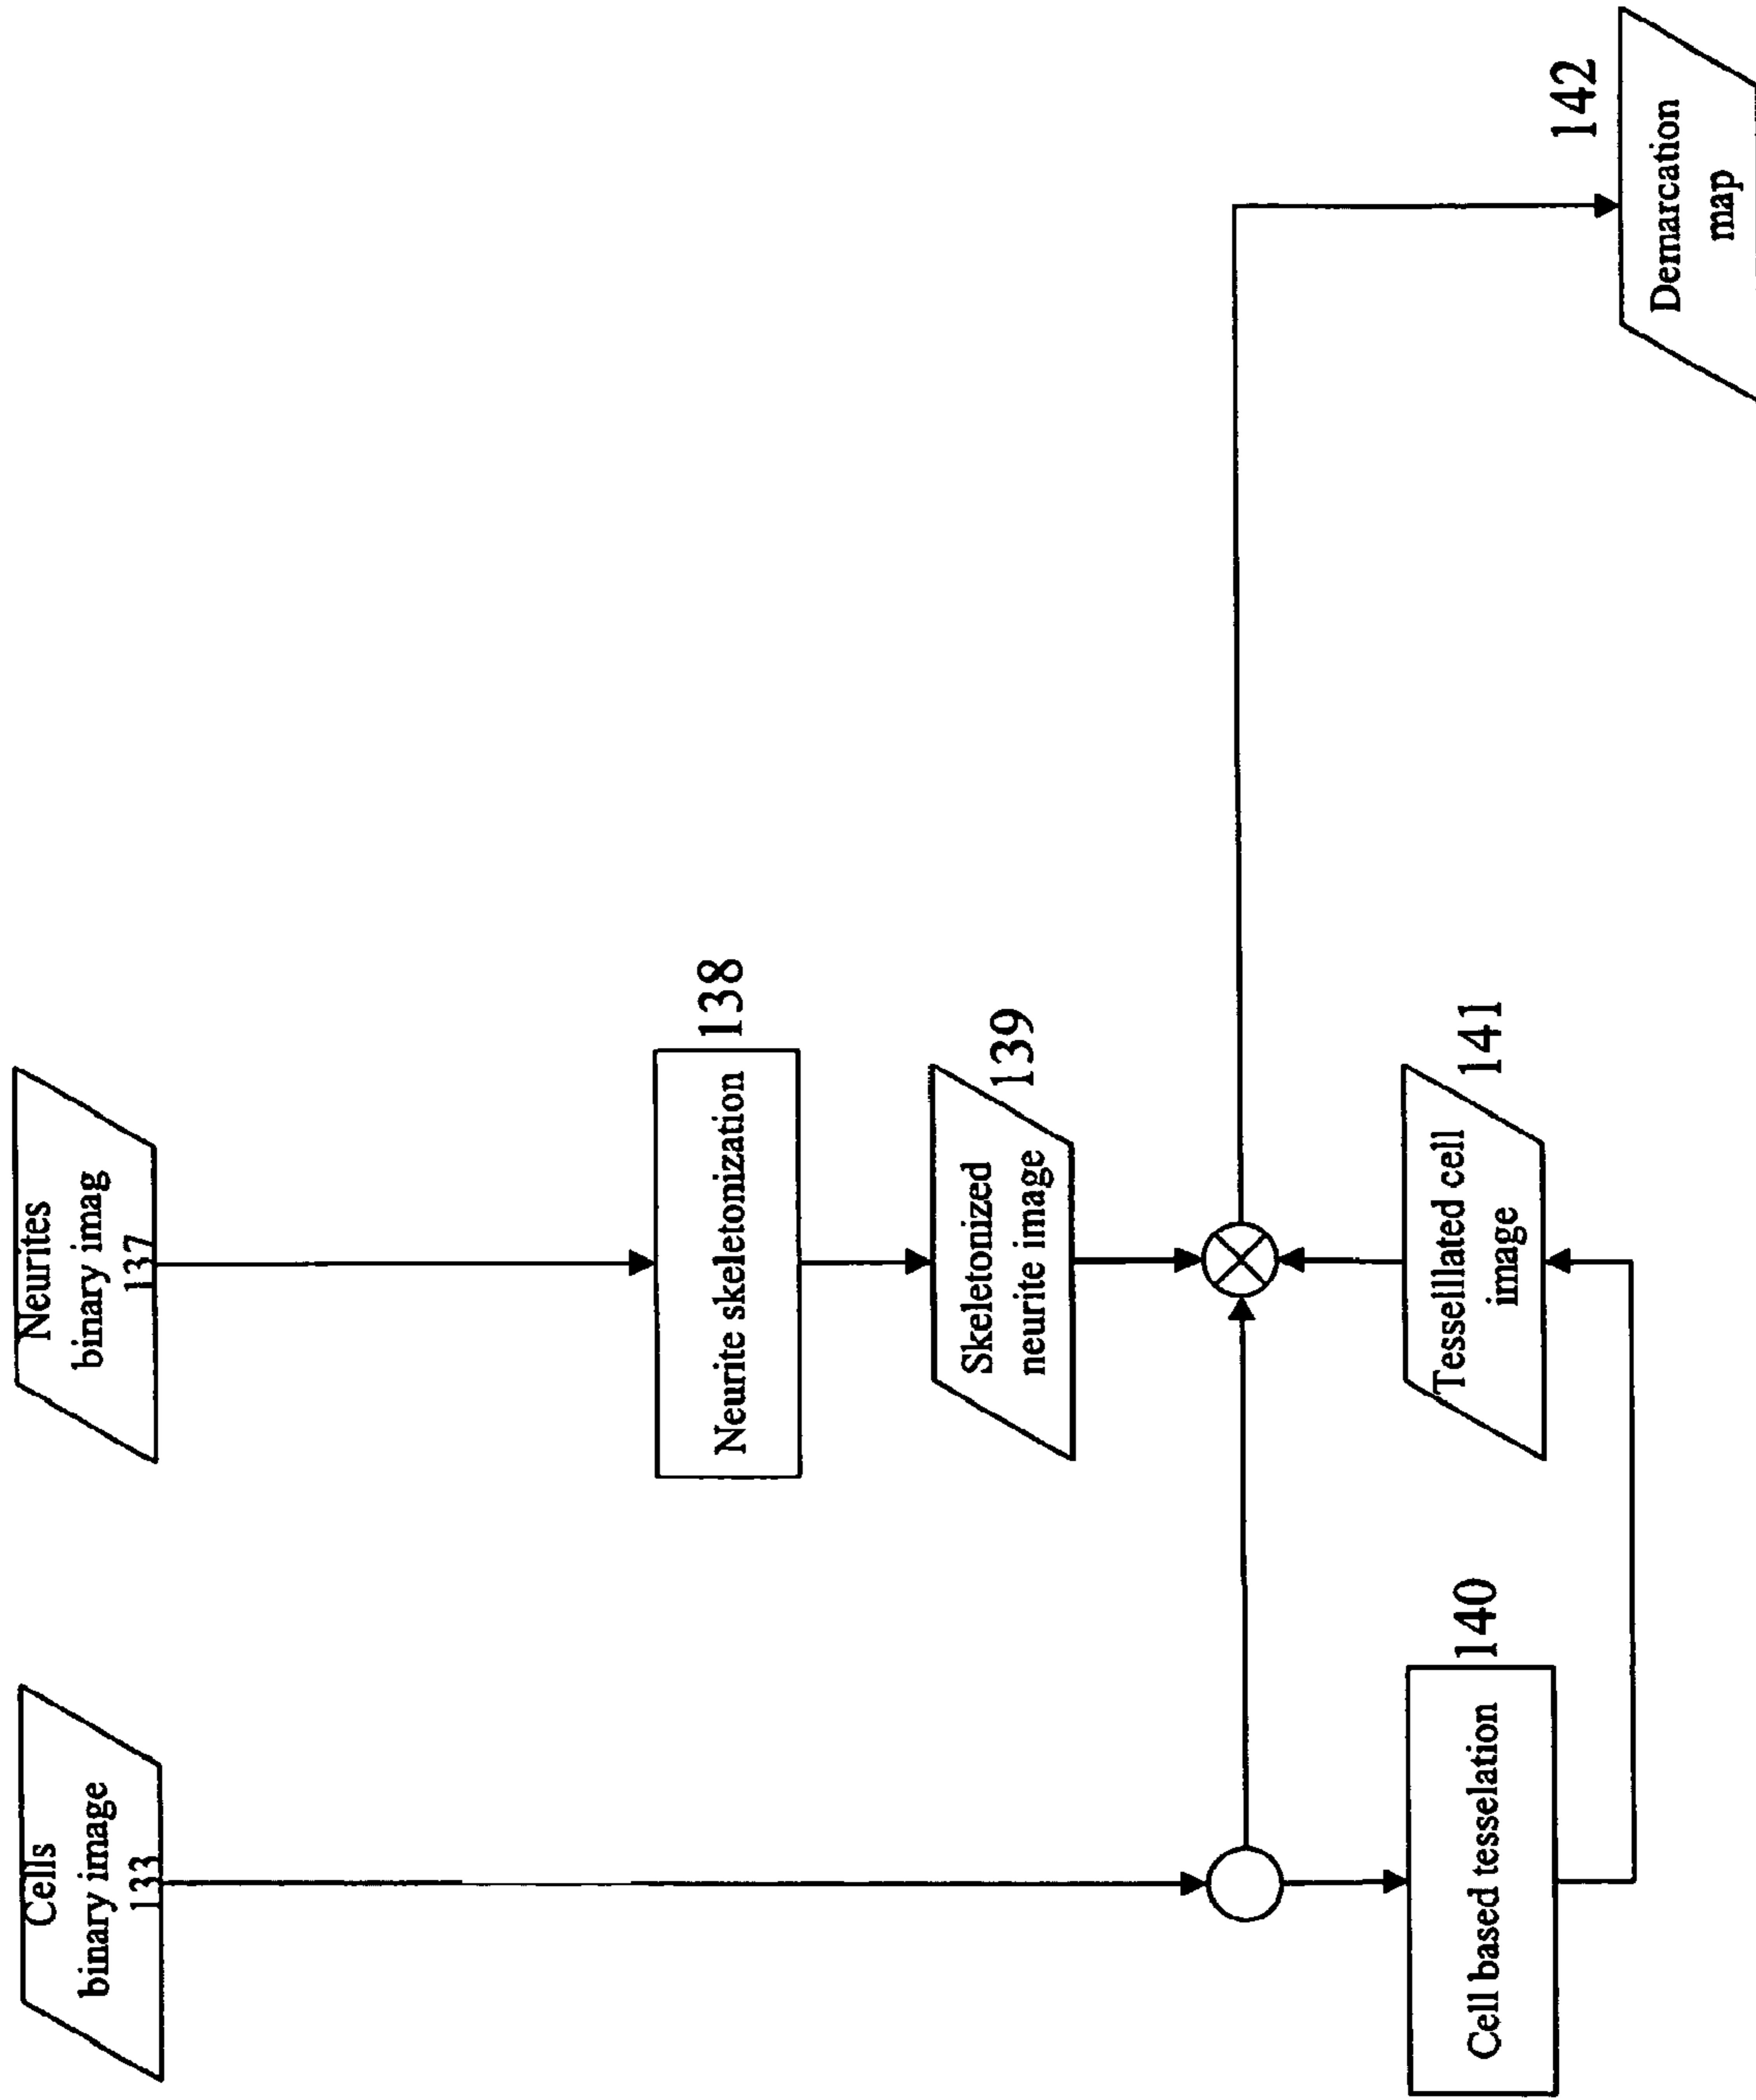 Cells
binary image
133
Neurites
binary imag
137
Neurite skeletonization
138
Skeletonized
neurite image
139
Cell based tesselation
140
Tessellated cell
image
141
Demarcation
map
142